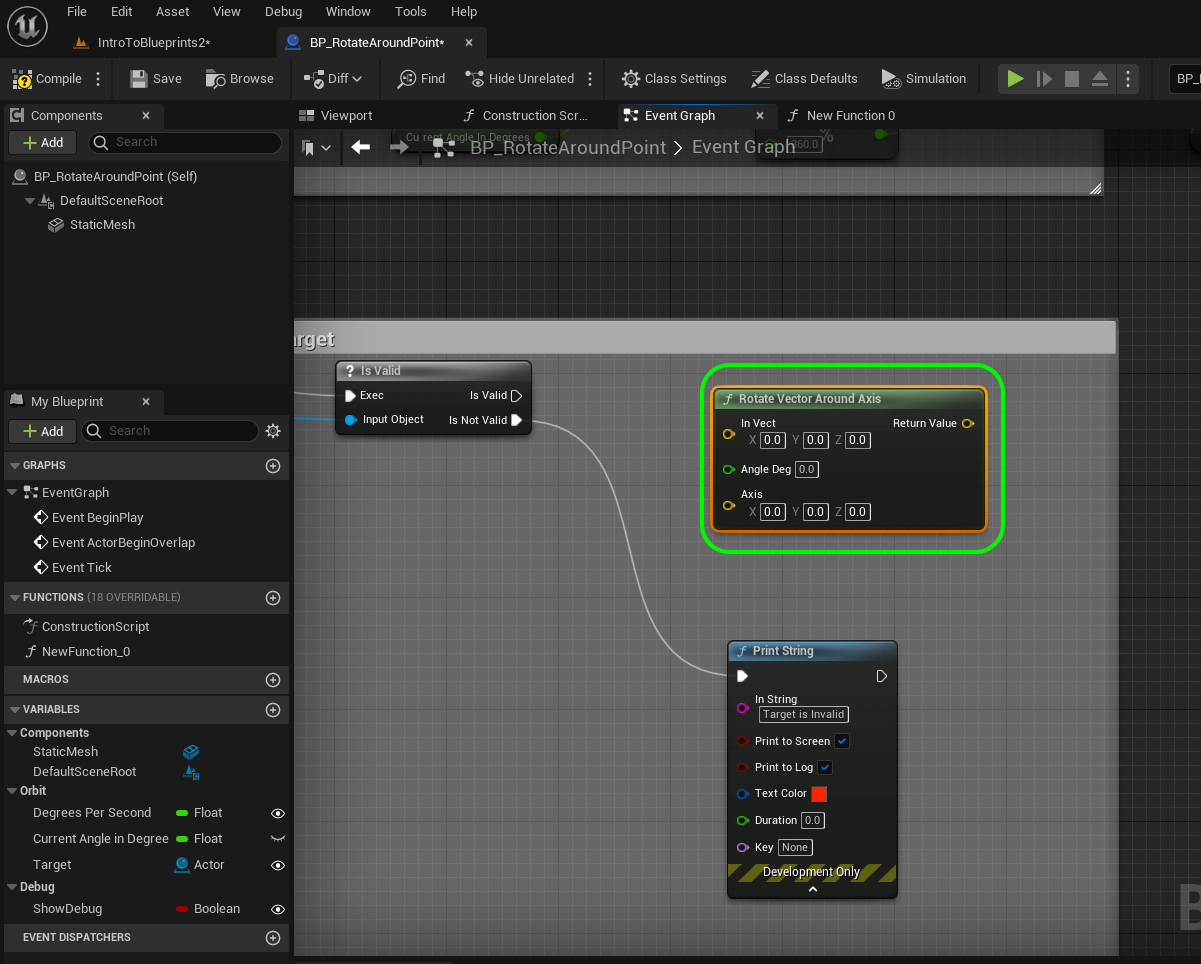 File Edit Asset View Debug Window Tools Help
IntroToBlueprints2*
BP_RotateAroundPoint*
Compile
Save
Browse
Diff
Find
Hide Unrelated
Class Settings
Class Defaults
Simulation
Components
Add
Search
BP_RotateAroundPoint (Self)
DefaultSceneRoot
StaticMesh
My Blueprint
Add
Search
GRAPHS
EventGraph
Event BeginPlay
Event ActorBeginOverlap
Event Tick
FUNCTIONS (18 OVERRIDABLE)
ConstructionScript
NewFunction_0
MACROS
VARIABLES
Components
StaticMesh
DefaultSceneRoot
Orbit
Degrees Per Second Float
Current Angle in Degree Float
Target Actor
Debug
ShowDebug Boolean
EVENT DISPATCHERS
Viewport
Construction Scr...
Event Graph
New Function 0
Current Angle In Degrees
%
360.0
BP_RotateAroundPoint > Event Graph
? Is Valid
Exec Is Valid
Input Object Is Not Valid
f Rotate Vector Around Axis
In Vect Return Value
X 0.0 Y 0.0 Z 0.0
Angle Deg 0.0
Axis
X 0.0 Y 0.0 Z 0.0
f Print String
In String
Target is Invalid
Print to Screen
Print to Log
Text Color
Duration 0.0
Key None
Development Only